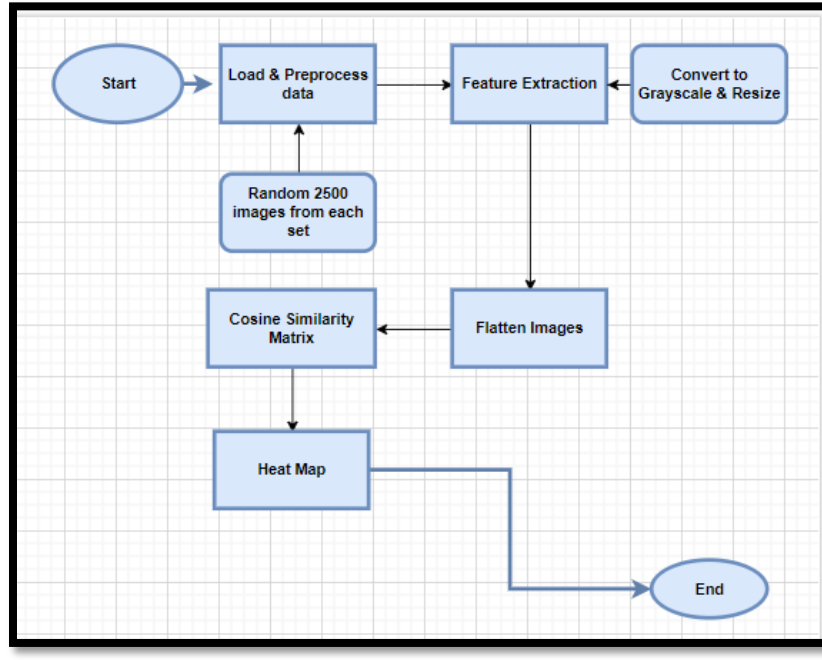 Start
Load & Preprocess
data
Feature Extraction
Convert to
Grayscale & Resize
Random 2500
images from each
set
Cosine Similarity
Matrix
Flatten Images
Heat Map
End